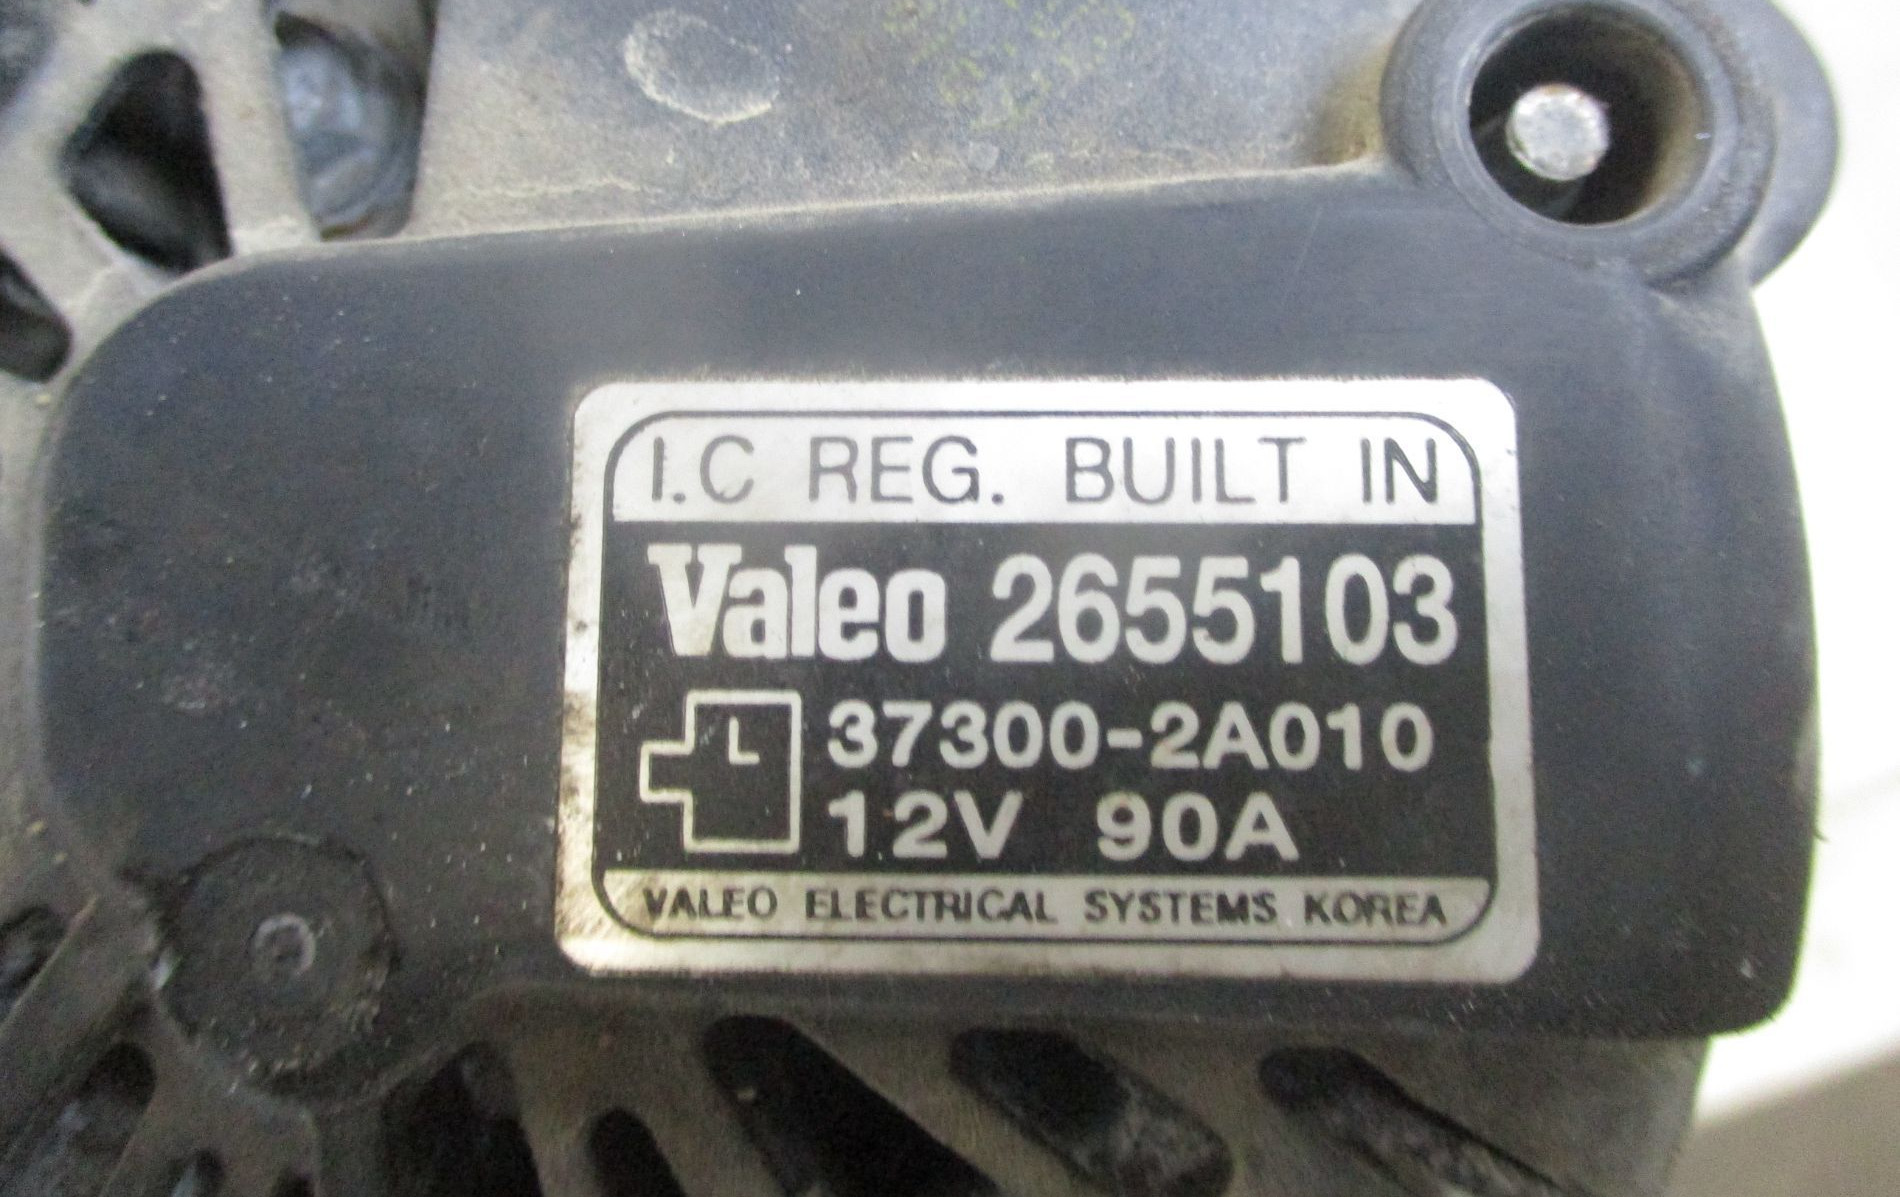 I.C REG. BUILT IN
Valeo 2655103
L 37300-2A010
12V 90A
VALEO ELECTRICAL SYSTEMS KOREA